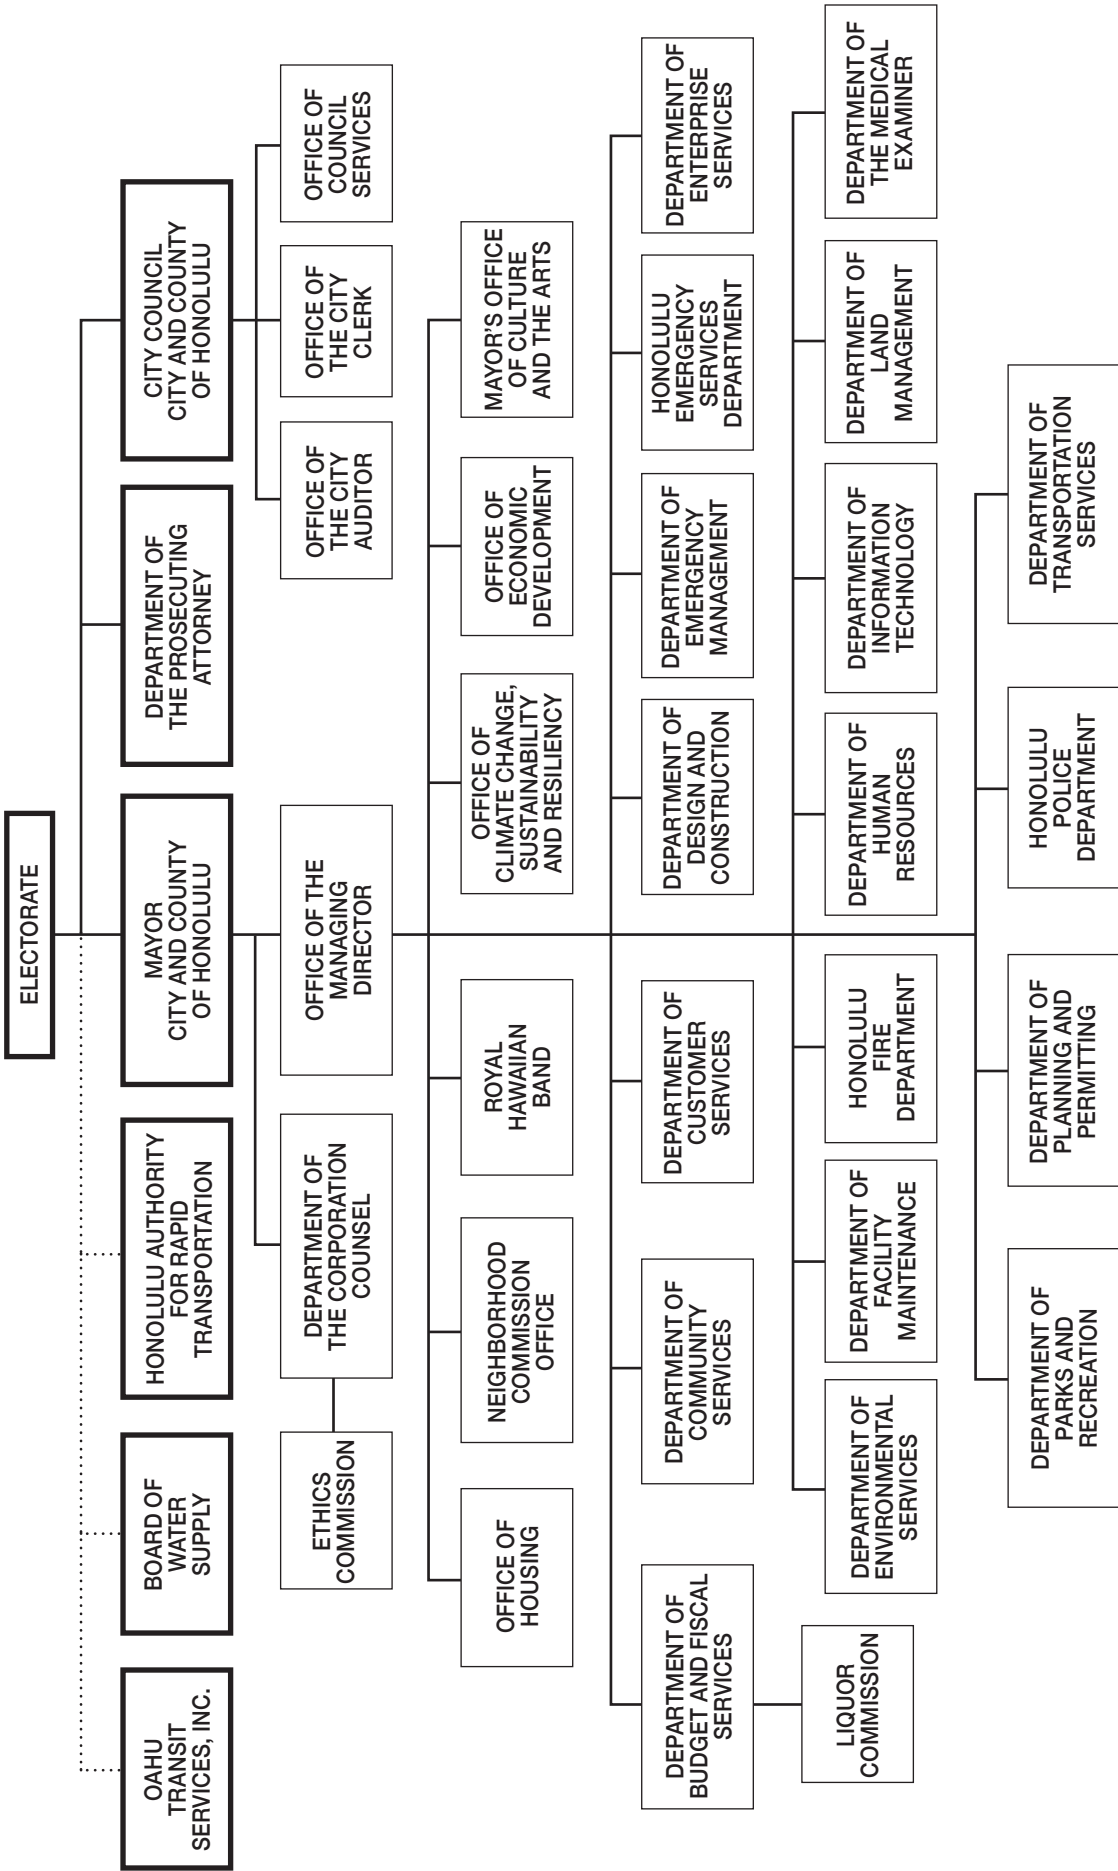 ELECTORATE
OAHU
TRANSIT
SERVICES, INC.
BOARD OF
WATER
SUPPLY
HONOLULU AUTHORITY
FOR RAPID
TRANSPORTATION
MAYOR
CITY AND COUNTY
OF HONOLULU
DEPARTMENT OF
THE PROSECUTING
ATTORNEY
CITY COUNCIL
CITY AND COUNTY
OF HONOLULU
ETHICS
COMMISSION
DEPARTMENT OF
THE CORPORATION
COUNSEL
OFFICE OF THE
MANAGING
DIRECTOR
OFFICE OF
THE CITY
AUDITOR
OFFICE OF
THE CITY
CLERK
OFFICE OF
COUNCIL
SERVICES
OFFICE OF
HOUSING
NEIGHBORHOOD
COMMISSION
OFFICE
ROYAL
HAWAIIAN
BAND
OFFICE OF
CLIMATE CHANGE,
SUSTAINABILITY
AND RESILIENCY
OFFICE OF
ECONOMIC
DEVELOPMENT
MAYOR'S OFFICE
OF CULTURE
AND THE ARTS
DEPARTMENT OF
BUDGET AND FISCAL
SERVICES
DEPARTMENT OF
COMMUNITY
SERVICES
DEPARTMENT OF
CUSTOMER
SERVICES
DEPARTMENT OF
DESIGN AND
CONSTRUCTION
DEPARTMENT OF
EMERGENCY
MANAGEMENT
HONOLULU
EMERGENCY
SERVICES
DEPARTMENT
DEPARTMENT OF
ENTERPRISE
SERVICES
LIQUOR
COMMISSION
DEPARTMENT OF
ENVIRONMENTAL
SERVICES
DEPARTMENT OF
FACILITY
MAINTENANCE
HONOLULU
FIRE
DEPARTMENT
DEPARTMENT OF
HUMAN
RESOURCES
DEPARTMENT OF
INFORMATION
TECHNOLOGY
DEPARTMENT OF
LAND
MANAGEMENT
DEPARTMENT OF
THE MEDICAL
EXAMINER
DEPARTMENT OF
PARKS AND
RECREATION
DEPARTMENT OF
PLANNING AND
PERMITTING
HONOLULU
POLICE
DEPARTMENT
DEPARTMENT OF
TRANSPORTATION
SERVICES